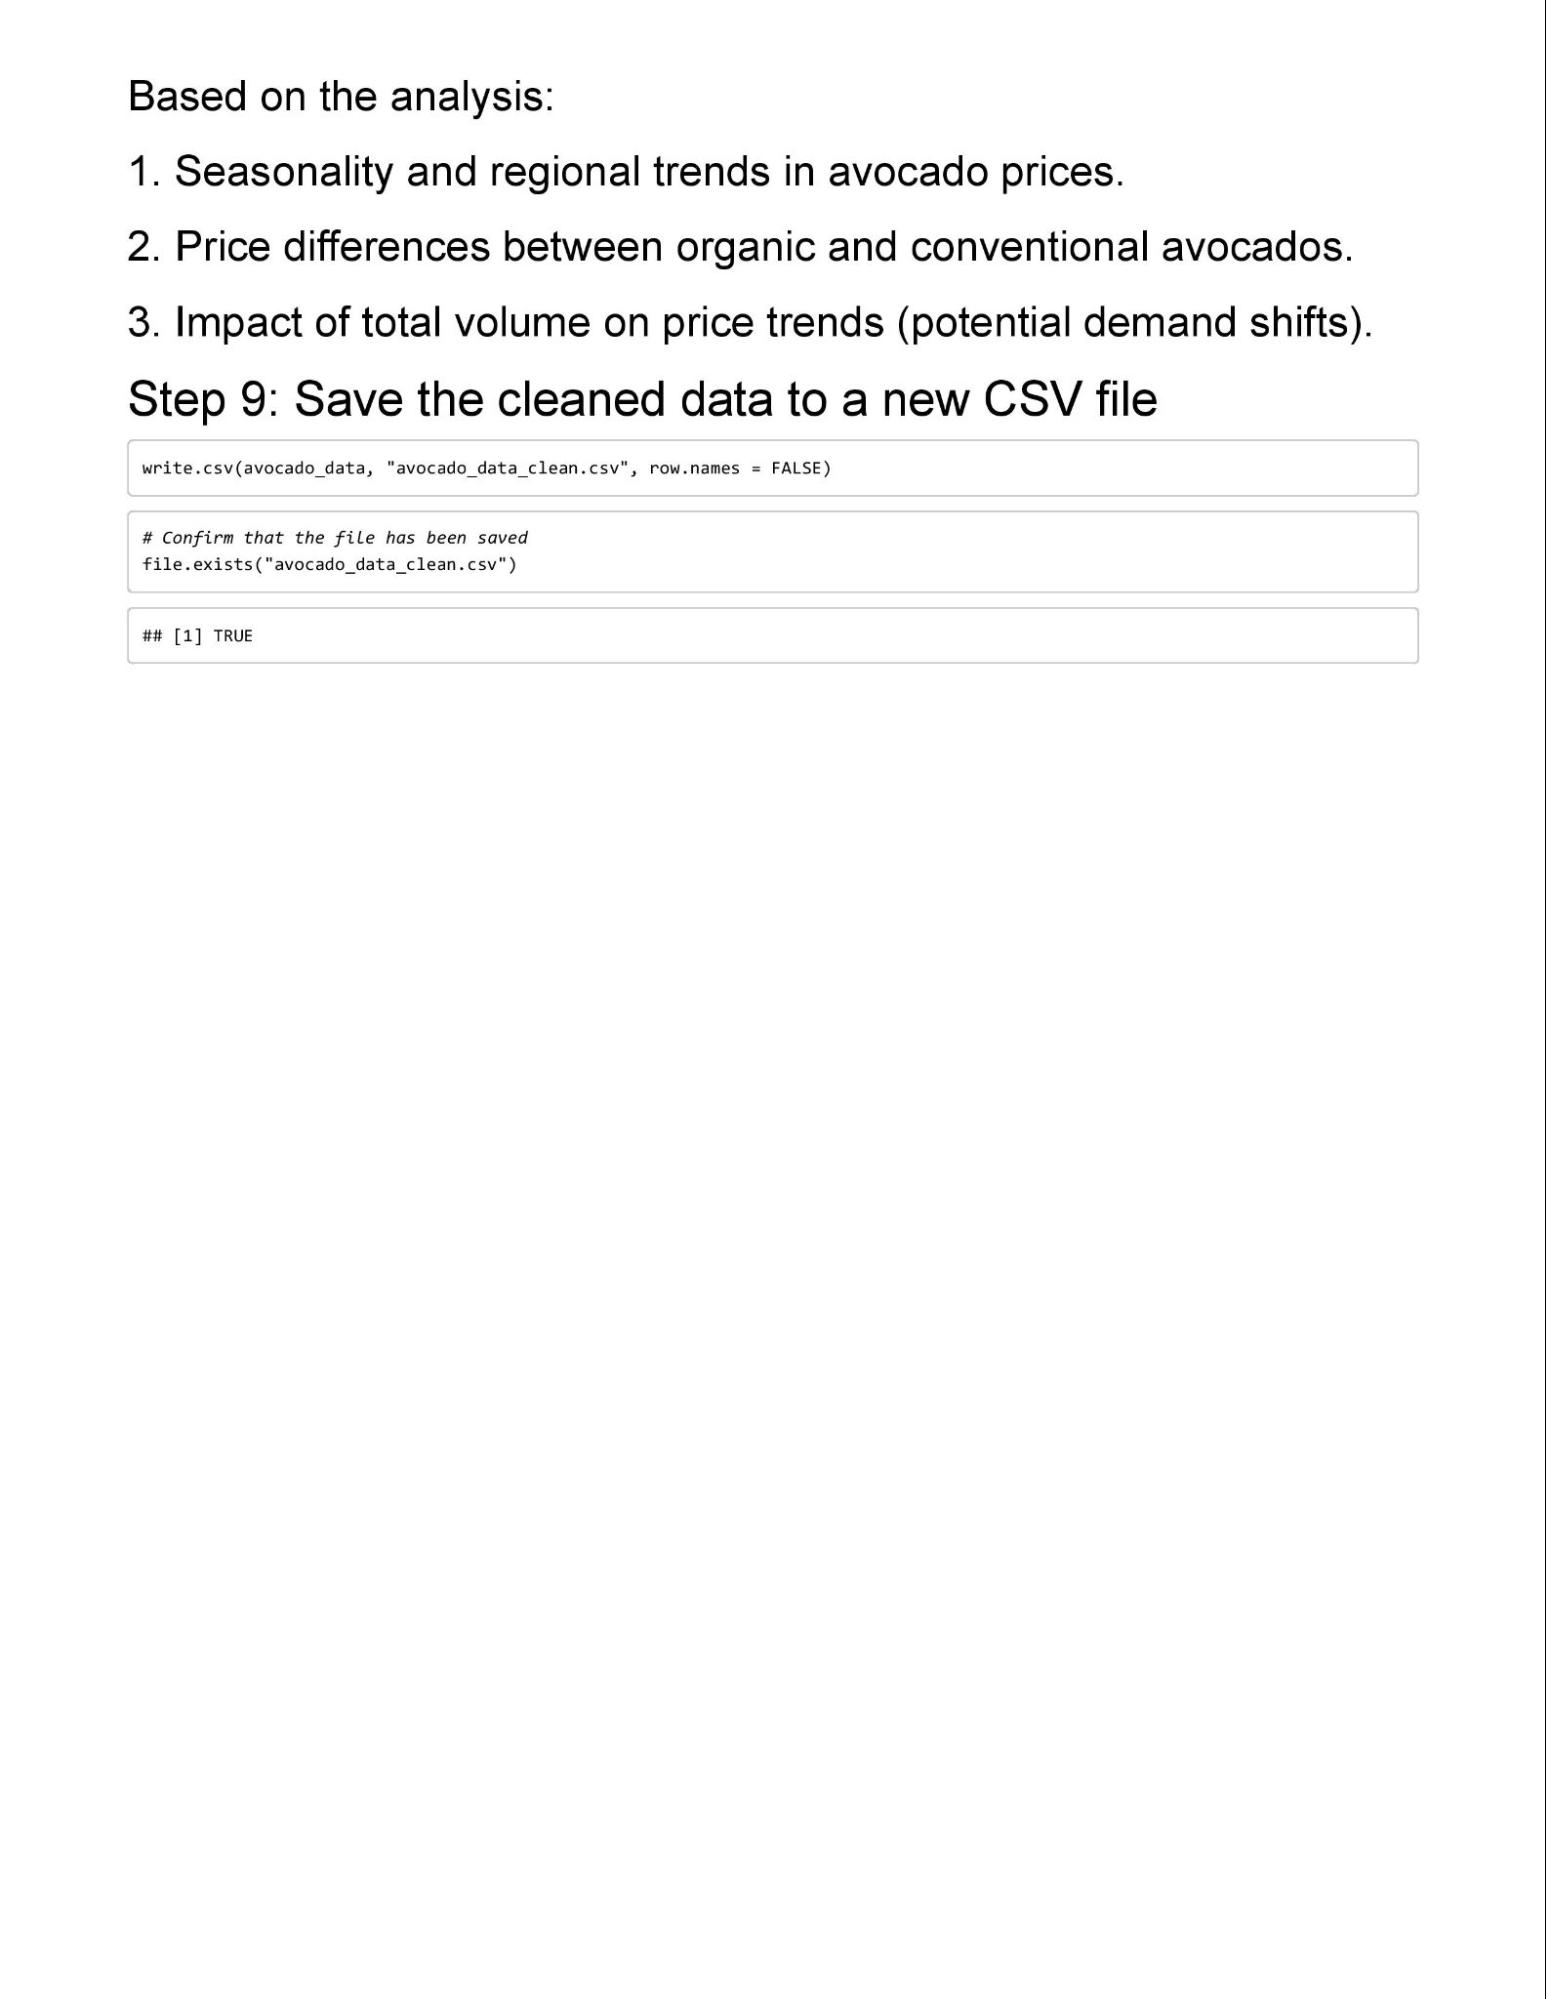 Based on the analysis:
1. Seasonality and regional trends in avocado prices.
2. Price differences between organic and conventional avocados.
3. Impact of total volume on price trends (potential demand shifts).
Step 9: Save the cleaned data to a new CSV file
write.csv(avocado_data, "avocado_data_clean.csv", row.names = FALSE)
# Confirm that the file has been saved
file.exists("avocado_data_clean.csv")
## [1] TRUE